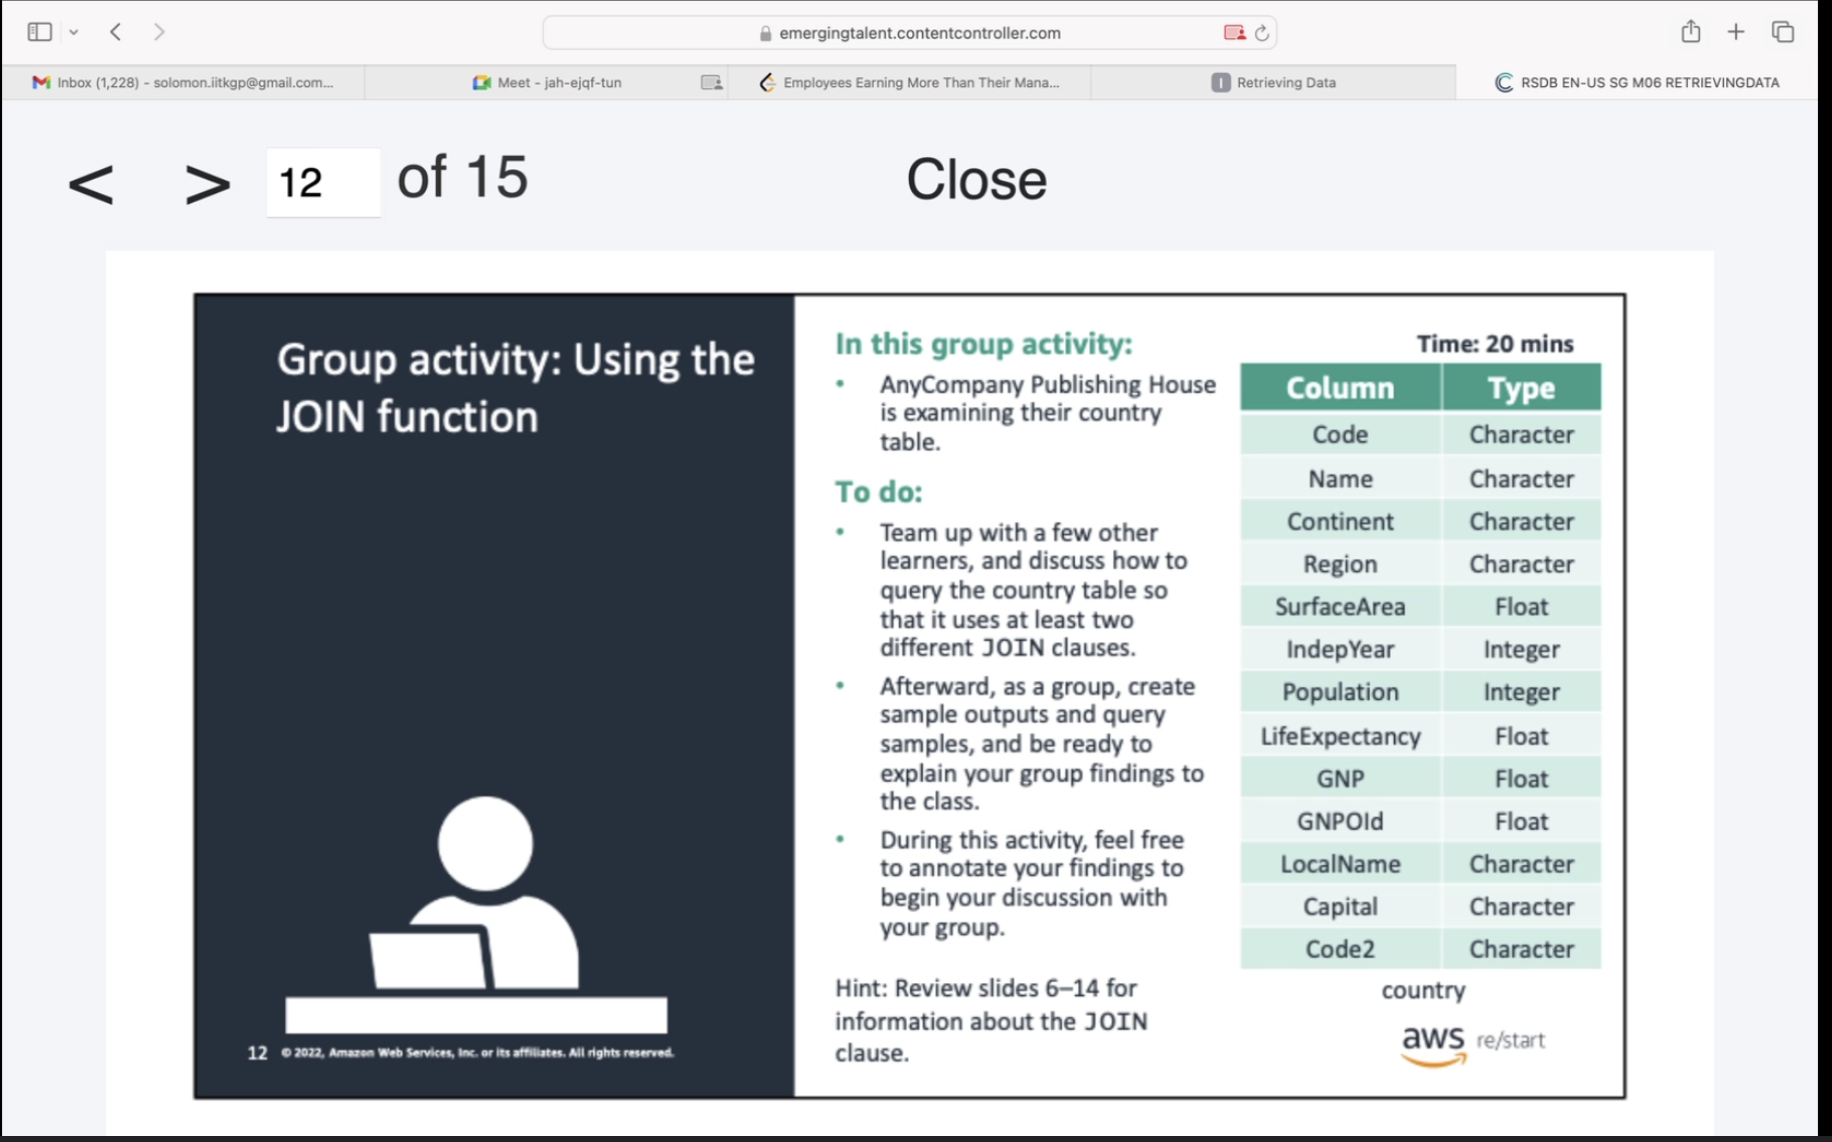 emergingtalent.contentcontroller.com
Inbox (1,228) - solomon.iitkgp@gmail.com...
Meet - jah-ejqf-tun
Employees Earning More Than Their Mana...
I Retrieving Data
RSDB EN-US SG M06 RETRIEVINGDATA
< > 12 of 15
Close
Group activity: Using the
JOIN function
12 © 2022, Amazon Web Services, Inc. or its affiliates. All rights reserved.
In this group activity:
• AnyCompany Publishing House
is examining their country
table.
To do:
• Team up with a few other
learners, and discuss how to
query the country table so
that it uses at least two
different JOIN clauses.
• Afterward, as a group, create
sample outputs and query
samples, and be ready to
explain your group findings to
the class.
• During this activity, feel free
to annotate your findings to
begin your discussion with
your group.
Hint: Review slides 6–14 for
information about the JOIN
clause.
Time: 20 mins
Column Type
Code Character
Name Character
Continent Character
Region Character
SurfaceArea Float
IndepYear Integer
Population Integer
LifeExpectancy Float
GNP Float
GNPOld Float
LocalName Character
Capital Character
Code2 Character
country
aws re/start